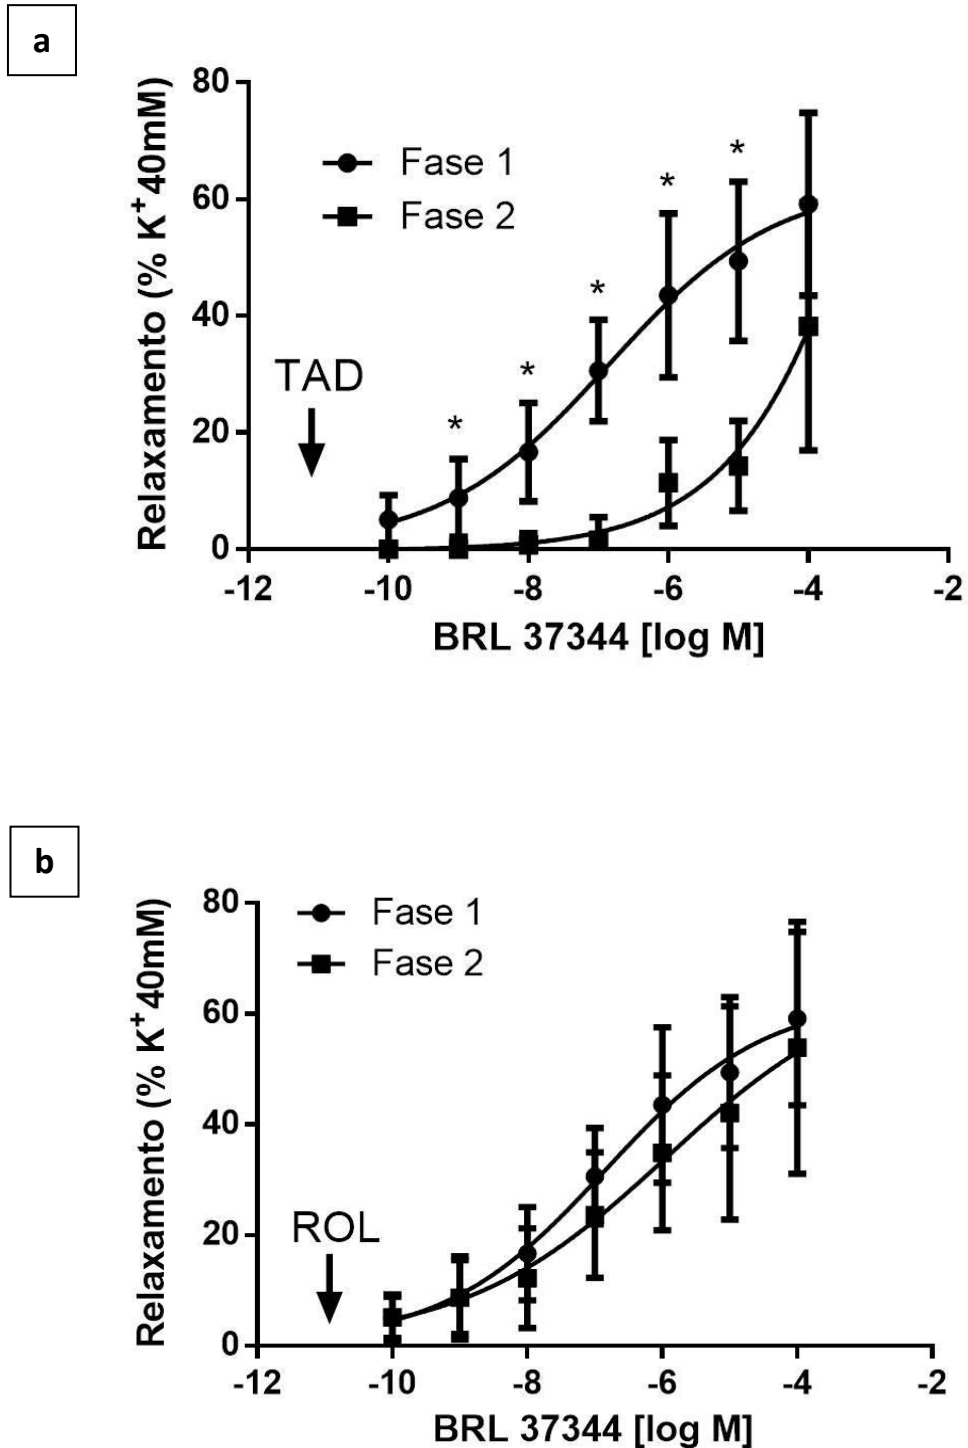 a
Relaxamento (% K+ 40mM)
80
60
40
20
0
Fase 1
Fase 2
*
*
*
*
*
TAD
-12
-10
-8
-6
-4
-2
BRL 37344 [log M]
b
Relaxamento (% K+ 40mM)
80
60
40
20
0
Fase 1
Fase 2
ROL
-12
-10
-8
-6
-4
-2
BRL 37344 [log M]